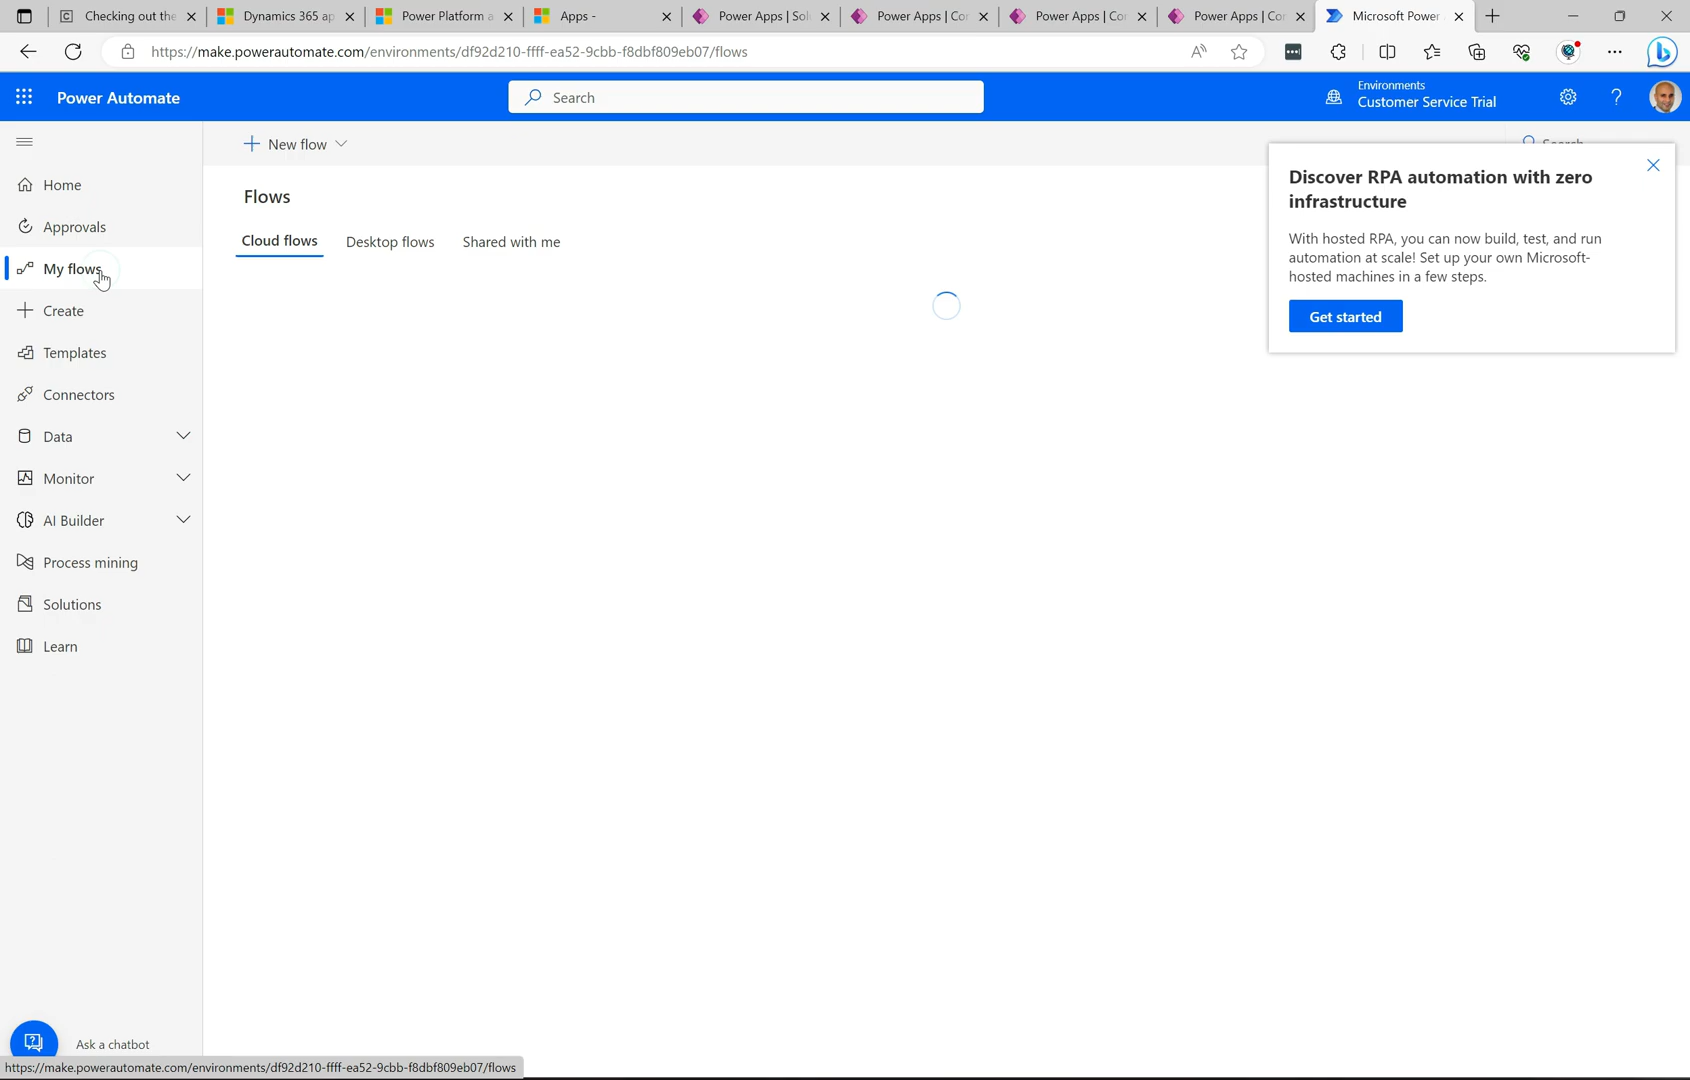 Checking out the
Dynamics 365 ap
Power Platform a
Apps -
Power Apps | Sol
Power Apps | Cor
Power Apps | Cor
Power Apps | Cor
Microsoft Power
https://make.powerautomate.com/environments/df92d210-ffff-ea52-9cbb-f8dbf809eb07/flows
Power Automate
Search
Environments
Customer Service Trial
New flow
Search
Home
Approvals
My flows
Create
Templates
Connectors
Data
Monitor
AI Builder
Process mining
Solutions
Learn
Flows
Cloud flows
Desktop flows
Shared with me
Discover RPA automation with zero
infrastructure
With hosted RPA, you can now build, test, and run
automation at scale! Set up your own Microsoft-
hosted machines in a few steps.
Get started
Ask a chatbot
https://make.powerautomate.com/environments/df92d210-ffff-ea52-9cbb-f8dbf809eb07/flows